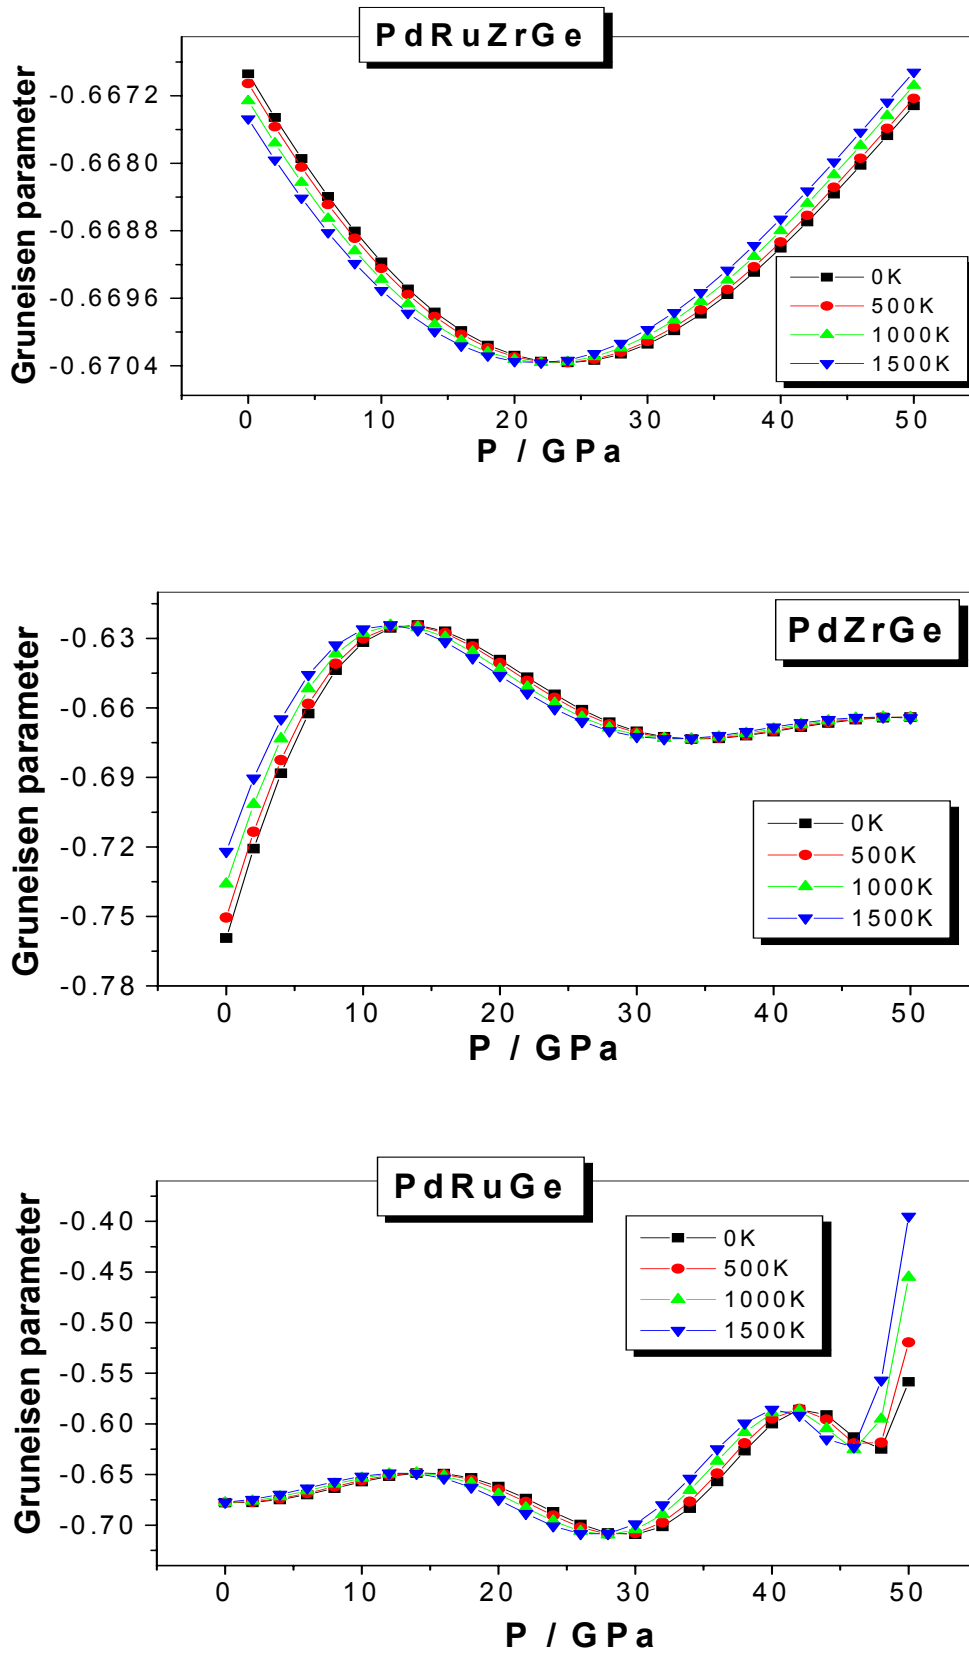 PdRuZrGe
Gruneisen parameter
-0.6672
-0.6680
-0.6688
-0.6696
-0.6704
0K
500K
1000K
1500K
0 10 20 30 40 50
P / GPa
PdZrGe
Gruneisen parameter
-0.63
-0.66
-0.69
-0.72
-0.75
-0.78
0K
500K
1000K
1500K
0 10 20 30 40 50
P / GPa
PdRuGe
Gruneisen parameter
-0.40
-0.45
-0.50
-0.55
-0.60
-0.65
-0.70
0K
500K
1000K
1500K
0 10 20 30 40 50
P / GPa